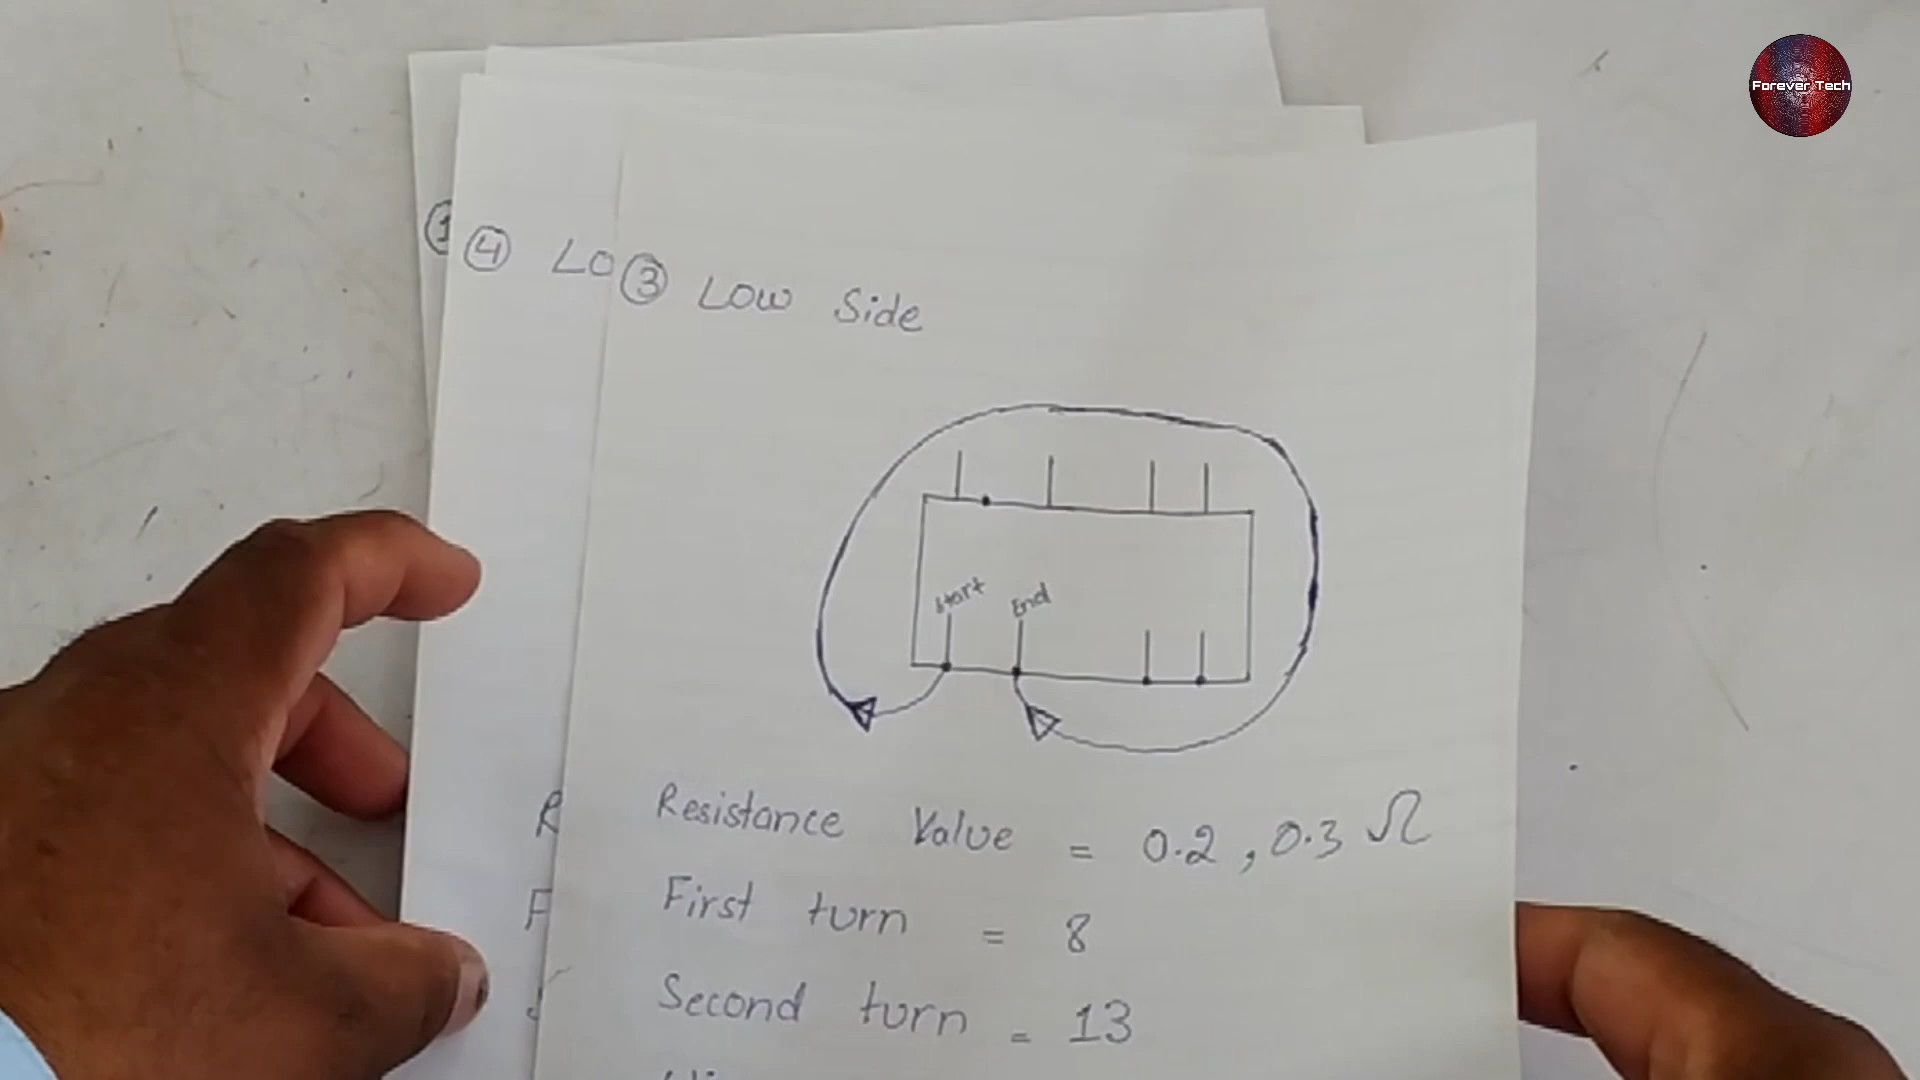 Forever Tech
① 
④ LO
③ Low Side
Start
End
R
Resistance Value = 0.2, 0.3 Ω
F
First turn = 8
Second turn = 13